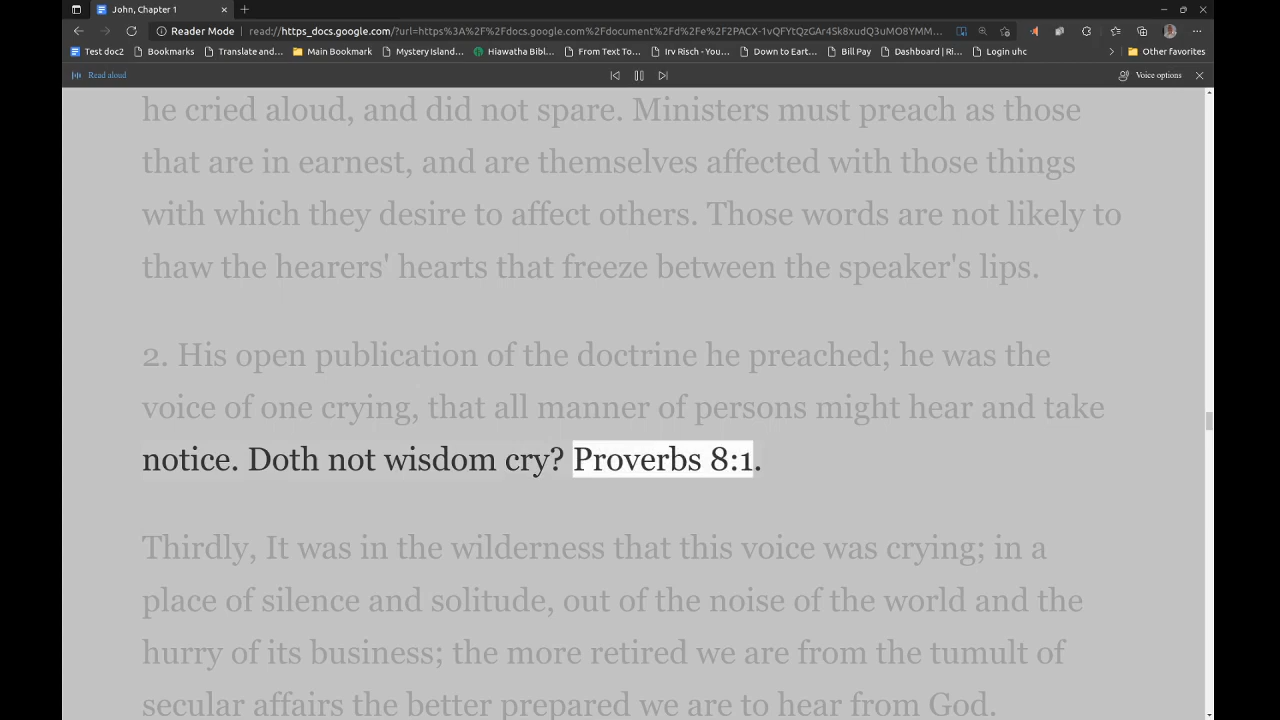 John, Chapter 1
Reader Mode
read://https_docs.google.com/?url=https%3A%2F%2Fdocs.google.com%2Fdocument%2Fd%2Fe%2F2PACX-1vQFYtQzGAr4Sk8xudQ3uMO8YMM...
Test doc2
Bookmarks
Translate and...
Main Bookmark
Mystery Island...
Hiawatha Bibl...
From Text To...
Irv Risch - You...
Down to Eart...
Bill Pay
Dashboard | Ri...
Login uhc
Other favorites
Read aloud
Voice options
he cried aloud, and did not spare. Ministers must preach as those
that are in earnest, and are themselves affected with those things
with which they desire to affect others. Those words are not likely to
thaw the hearers' hearts that freeze between the speaker's lips.
2. His open publication of the doctrine he preached; he was the
voice of one crying, that all manner of persons might hear and take
notice. Doth not wisdom cry? Proverbs 8:1.
Thirdly, It was in the wilderness that this voice was crying; in a
place of silence and solitude, out of the noise of the world and the
hurry of its business; the more retired we are from the tumult of
secular affairs the better prepared we are to hear from God.